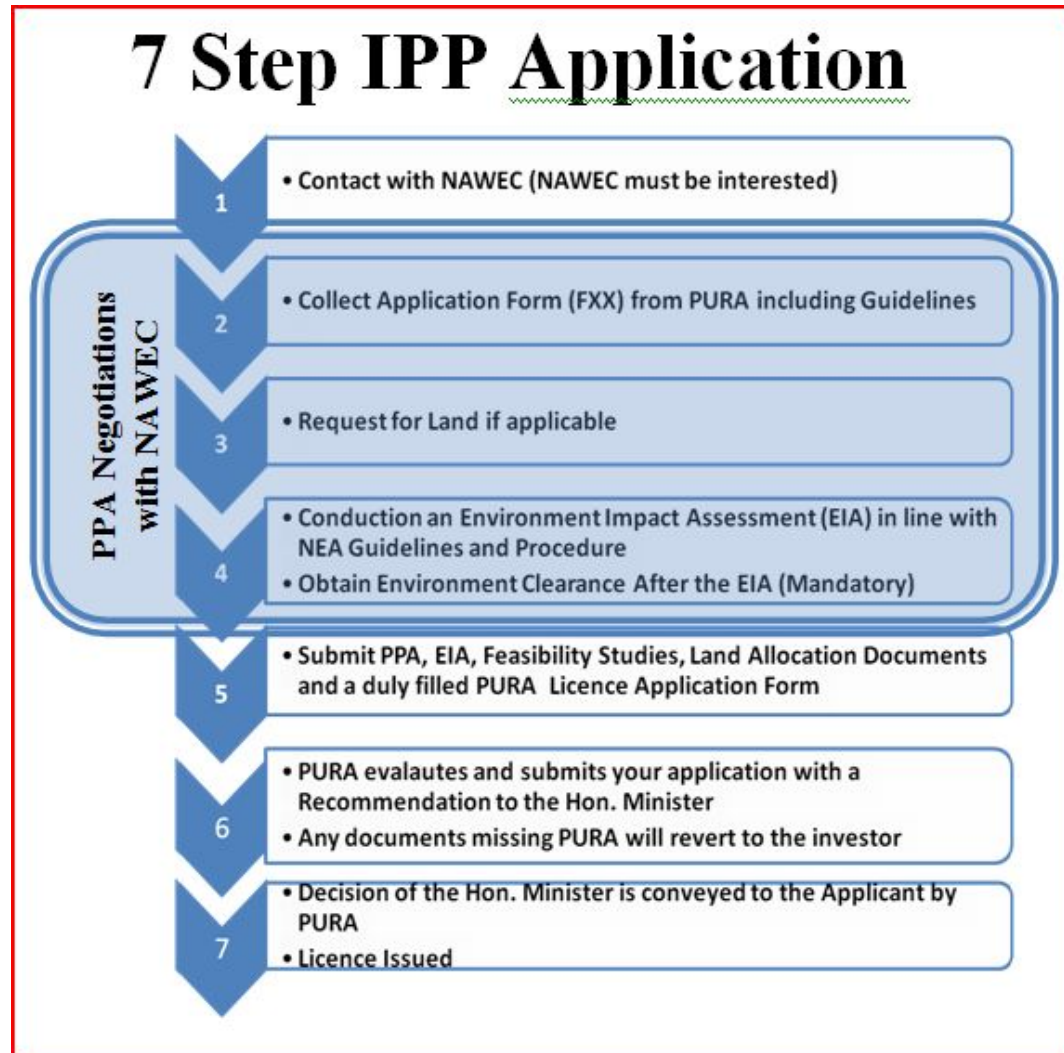 7 Step IPP Application
1
• Contact with NAWEC (NAWEC must be interested)
PPA Negotiations
with NAWEC
2
• Collect Application Form (FXX) from PURA including Guidelines
3
• Request for Land if applicable
4
• Conduction an Environment Impact Assessment (EIA) in line with
NEA Guidelines and Procedure
• Obtain Environment Clearance After the EIA (Mandatory)
5
• Submit PPA, EIA, Feasibility Studies, Land Allocation Documents
and a duly filled PURA Licence Application Form
6
• PURA evalautes and submits your application with a
Recommendation to the Hon. Minister
• Any documents missing PURA will revert to the investor
7
• Decision of the Hon. Minister is conveyed to the Applicant by
PURA
• Licence Issued